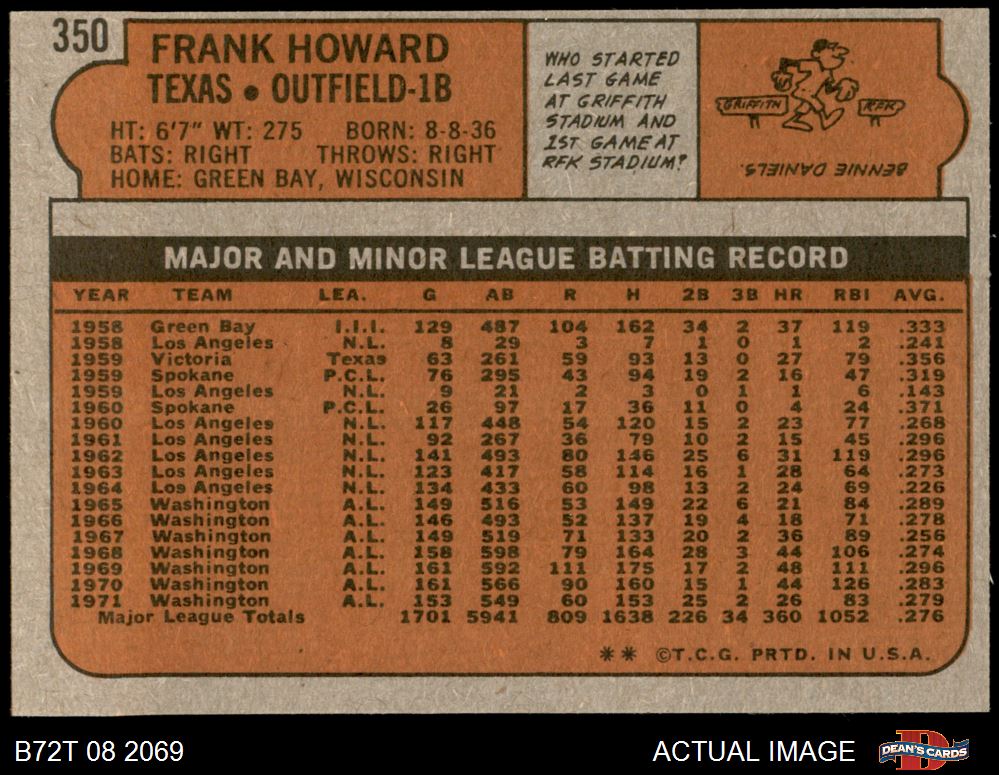 350
FRANK HOWARD
TEXAS • OUTFIELD-1B
HT: 6'7" WT: 275 BORN: 8-8-36
BATS: RIGHT THROWS: RIGHT
HOME: GREEN BAY, WISCONSIN
WHO STARTED
LAST GAME
AT GRIFFITH
STADIUM AND
1ST GAME AT
RFK STADIUM?
GRIFFITH
RFK
BENNIE DANIELS.
MAJOR AND MINOR LEAGUE BATTING RECORD
YEAR TEAM LEA. G AB R H 2B 3B HR RBI AVG.
1958 Green Bay I.I.I. 129 487 104 162 34 2 37 119 .333
1958 Los Angeles N.L. 8 29 3 7 1 0 1 2 .241
1959 Victoria Texas 63 261 59 93 13 0 27 79 .356
1959 Spokane P.C.L. 76 295 43 94 19 2 16 47 .319
1959 Los Angeles N.L. 9 21 2 3 0 1 1 6 .143
1960 Spokane P.C.L. 26 97 17 36 11 0 4 24 .371
1960 Los Angeles N.L. 117 448 54 120 15 2 23 77 .268
1961 Los Angeles N.L. 92 267 36 79 10 2 15 45 .296
1962 Los Angeles N.L. 141 493 80 146 25 6 31 119 .296
1963 Los Angeles N.L. 123 417 58 114 16 1 28 64 .273
1964 Los Angeles N.L. 134 433 60 98 13 2 24 69 .226
1965 Washington A.L. 149 516 53 149 22 6 21 84 .289
1966 Washington A.L. 146 493 52 137 19 4 18 71 .278
1967 Washington A.L. 149 519 71 133 20 2 36 89 .256
1968 Washington A.L. 158 598 79 164 28 3 44 106 .274
1969 Washington A.L. 161 592 111 175 17 2 48 111 .296
1970 Washington A.L. 161 566 90 160 15 1 44 126 .283
1971 Washington A.L. 153 549 60 153 25 2 26 83 .279
Major League Totals 1701 5941 809 1638 226 34 360 1052 .276
** ©T.C.G. PRTD. IN U.S.A.
B72T 08 2069
ACTUAL IMAGE
D
DEAN'S CARDS